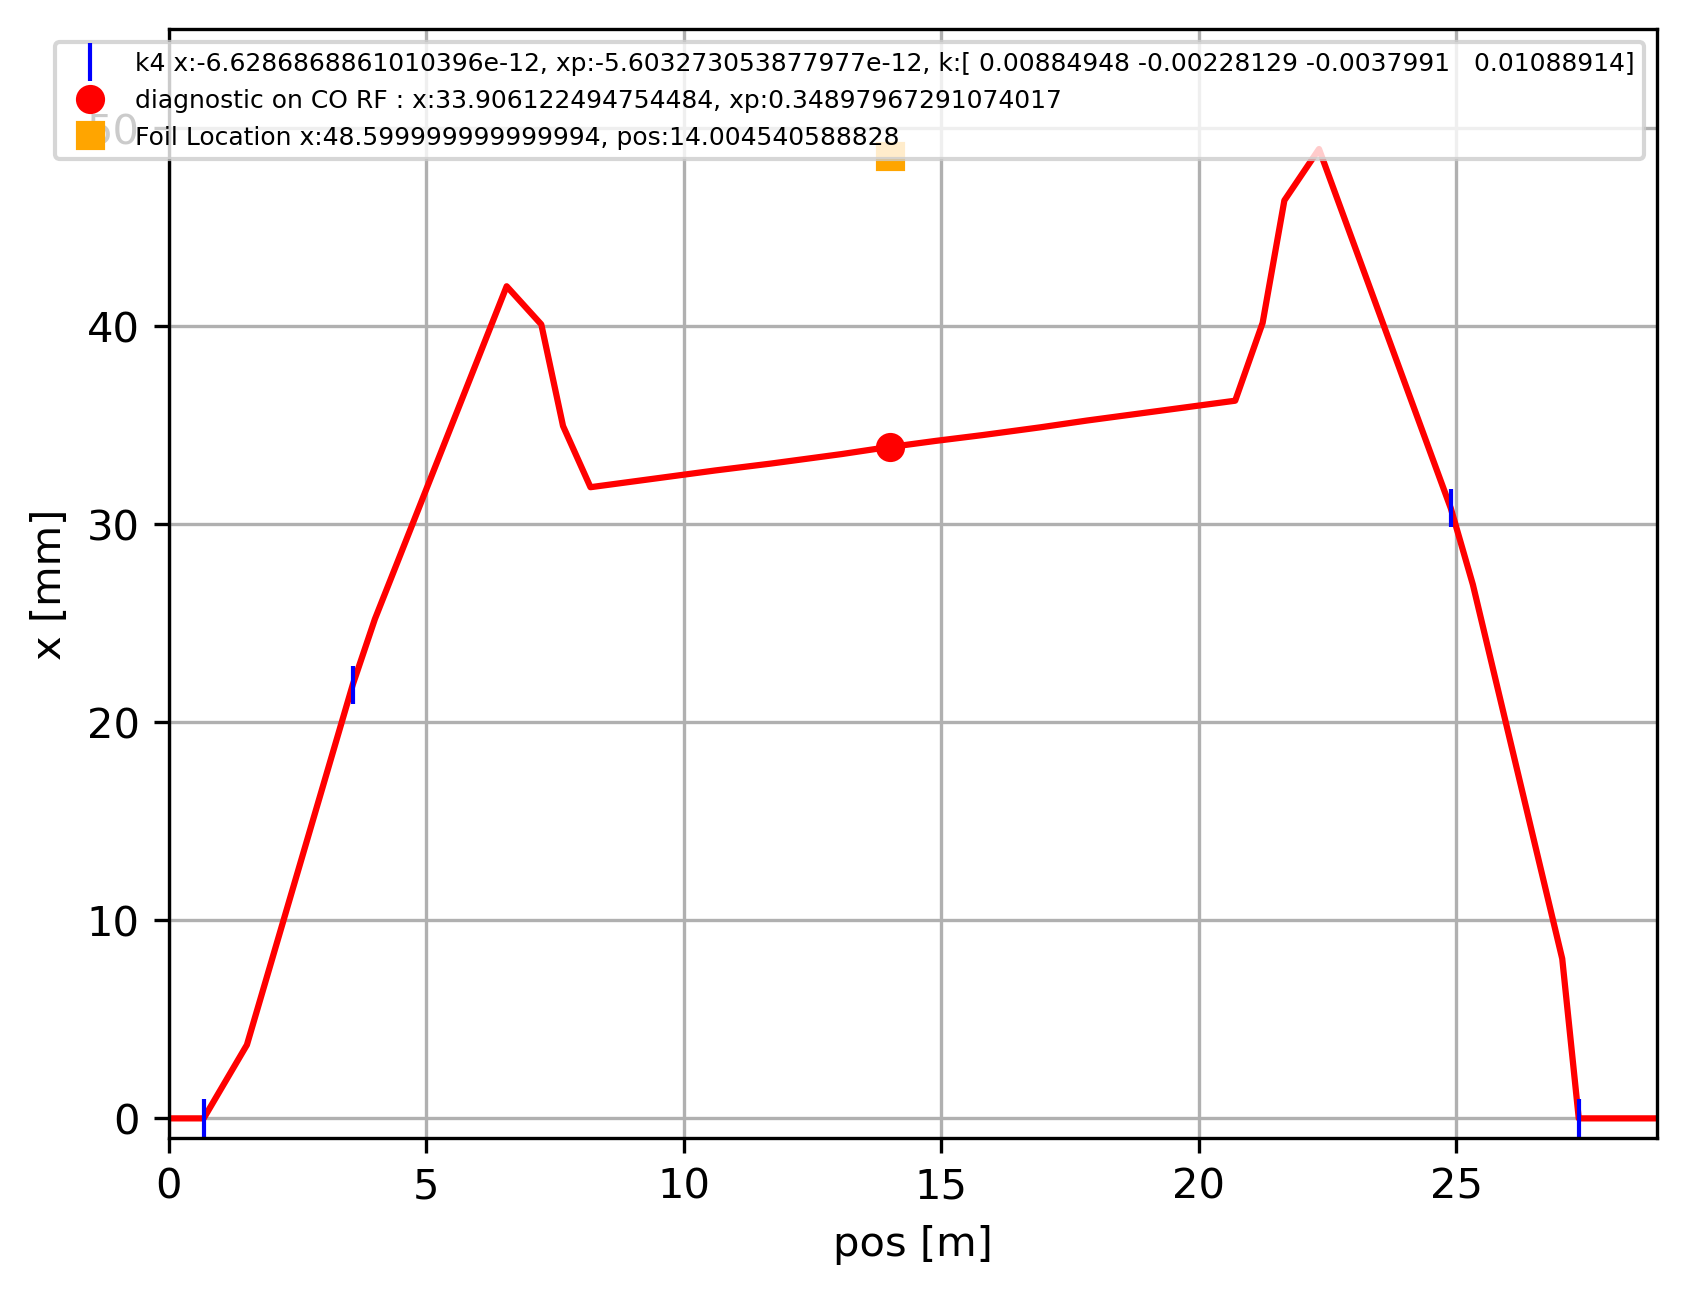 k4 x:-6.6286868861010396e-12, xp:-5.603273053877977e-12, k:[ 0.00884948 -0.00228129 -0.0037991 0.01088914]
diagnostic on CO RF : x:33.906122494754484, xp:0.34897967291074017
Foil Location x:48.599999999999994, pos:14.004540588828
50
40
30
20
10
0
x [mm]
0 5 10 15 20 25
pos [m]